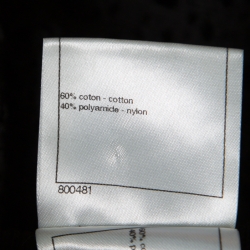 60% coton - cotton
40% polyamide - nylon
800481